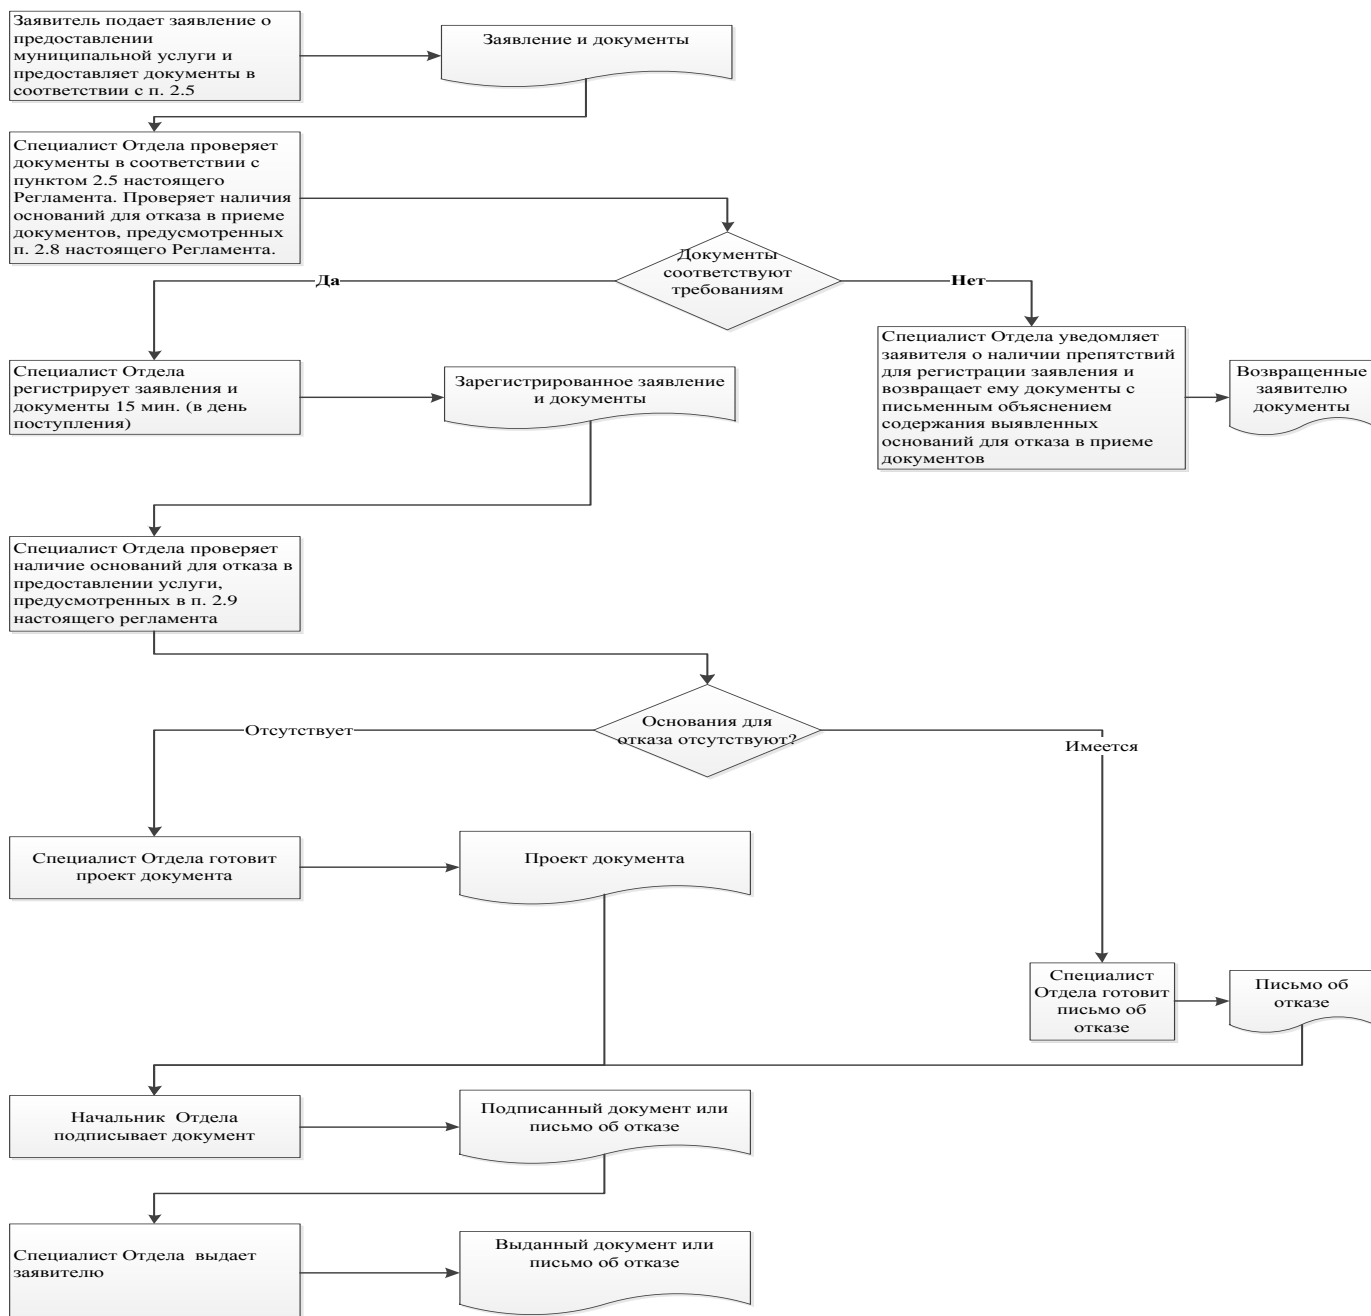 Заявитель подает заявление о
предоставлении
муниципальной услуги и
предоставляет документы в
соответствии с п. 2.5
Заявление и документы
Специалист Отдела проверяет
документы в соответствии с
пунктом 2.5 настоящего
Регламента. Проверяет наличия
оснований для отказа в приеме
документов, предусмотренных
п. 2.8 настоящего Регламента.
Документы
соответствуют
требованиям
Да
Нет
Специалист Отдела
регистрирует заявления и
документы 15 мин. (в день
поступления)
Зарегистрированное заявление
и документы
Специалист Отдела уведомляет
заявителя о наличии препятствий
для регистрации заявления и
возвращает ему документы с
письменным объяснением
содержания выявленных
оснований для отказа в приеме
документов
Возвращенные
заявителю
документы
Специалист Отдела проверяет
наличие оснований для отказа в
предоставлении услуги,
предусмотренных в п. 2.9
настоящего регламента
Основания для
отказа отсутствуют?
Отсутствует
Имеется
Специалист Отдела готовит
проект документа
Проект документа
Специалист
Отдела готовит
письмо об
отказе
Письмо об
отказе
Начальник Отдела
подписывает документ
Подписанный документ или
письмо об отказе
Специалист Отдела выдает
заявителю
Выданный документ или
письмо об отказе